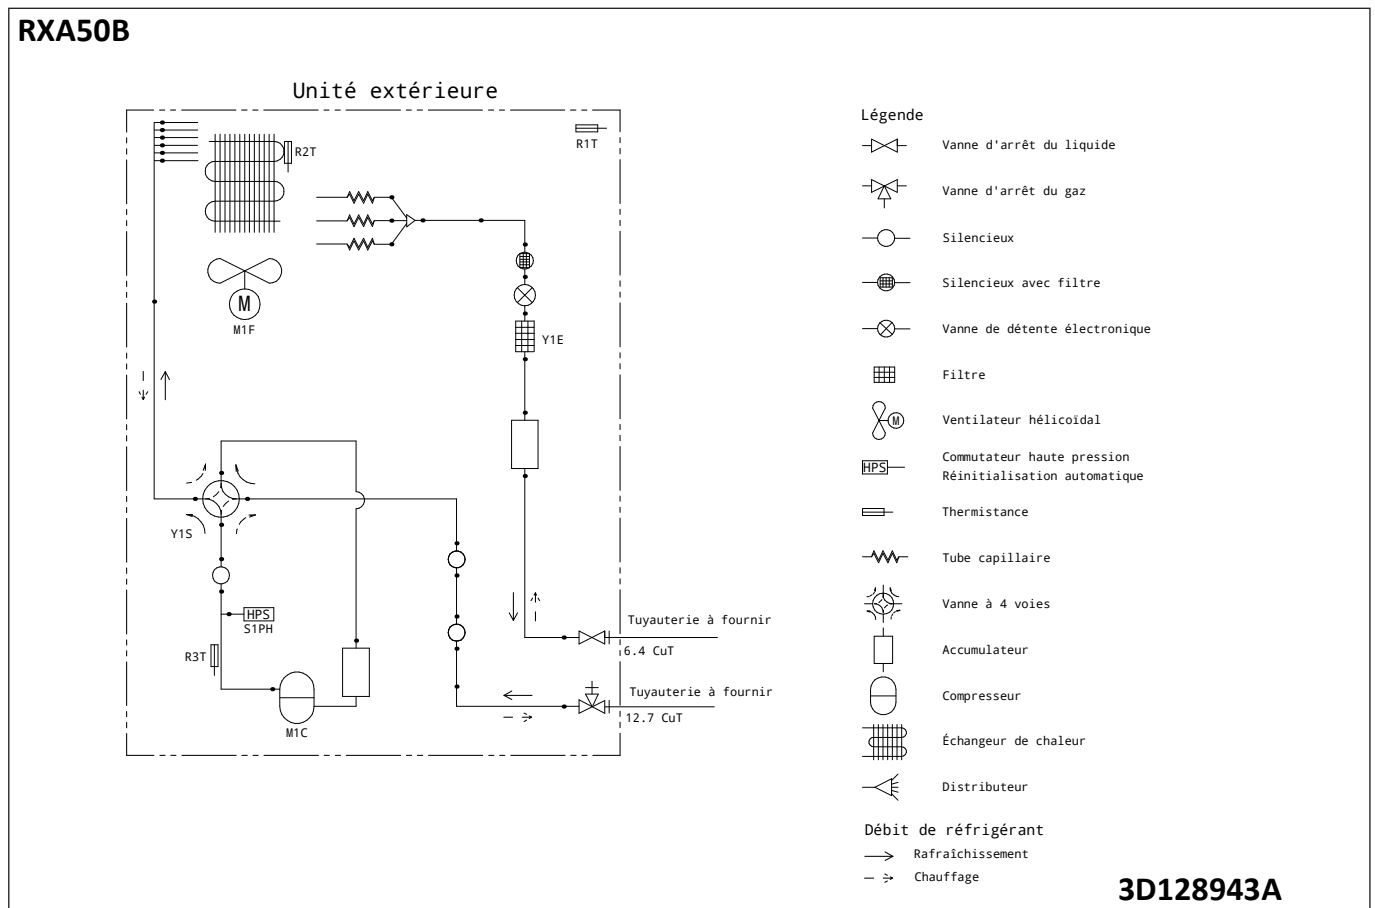 RXA50B
Unité extérieure
R1T
R2T
M
M1F
Y1E
Y1S
HPS
S1PH
R3T
M1C
Tuyauterie à fournir
6.4 CuT
Tuyauterie à fournir
12.7 CuT
Légende
Vanne d'arrêt du liquide
Vanne d'arrêt du gaz
Silencieux
Silencieux avec filtre
Vanne de détente électronique
Filtre
M
Ventilateur hélicoïdal
HPS
Commutateur haute pression
Réinitialisation automatique
Thermistance
Tube capillaire
Vanne à 4 voies
Accumulateur
Compresseur
Échangeur de chaleur
Distributeur
Débit de réfrigérant
Rafraîchissement
Chauffage
3D128943A